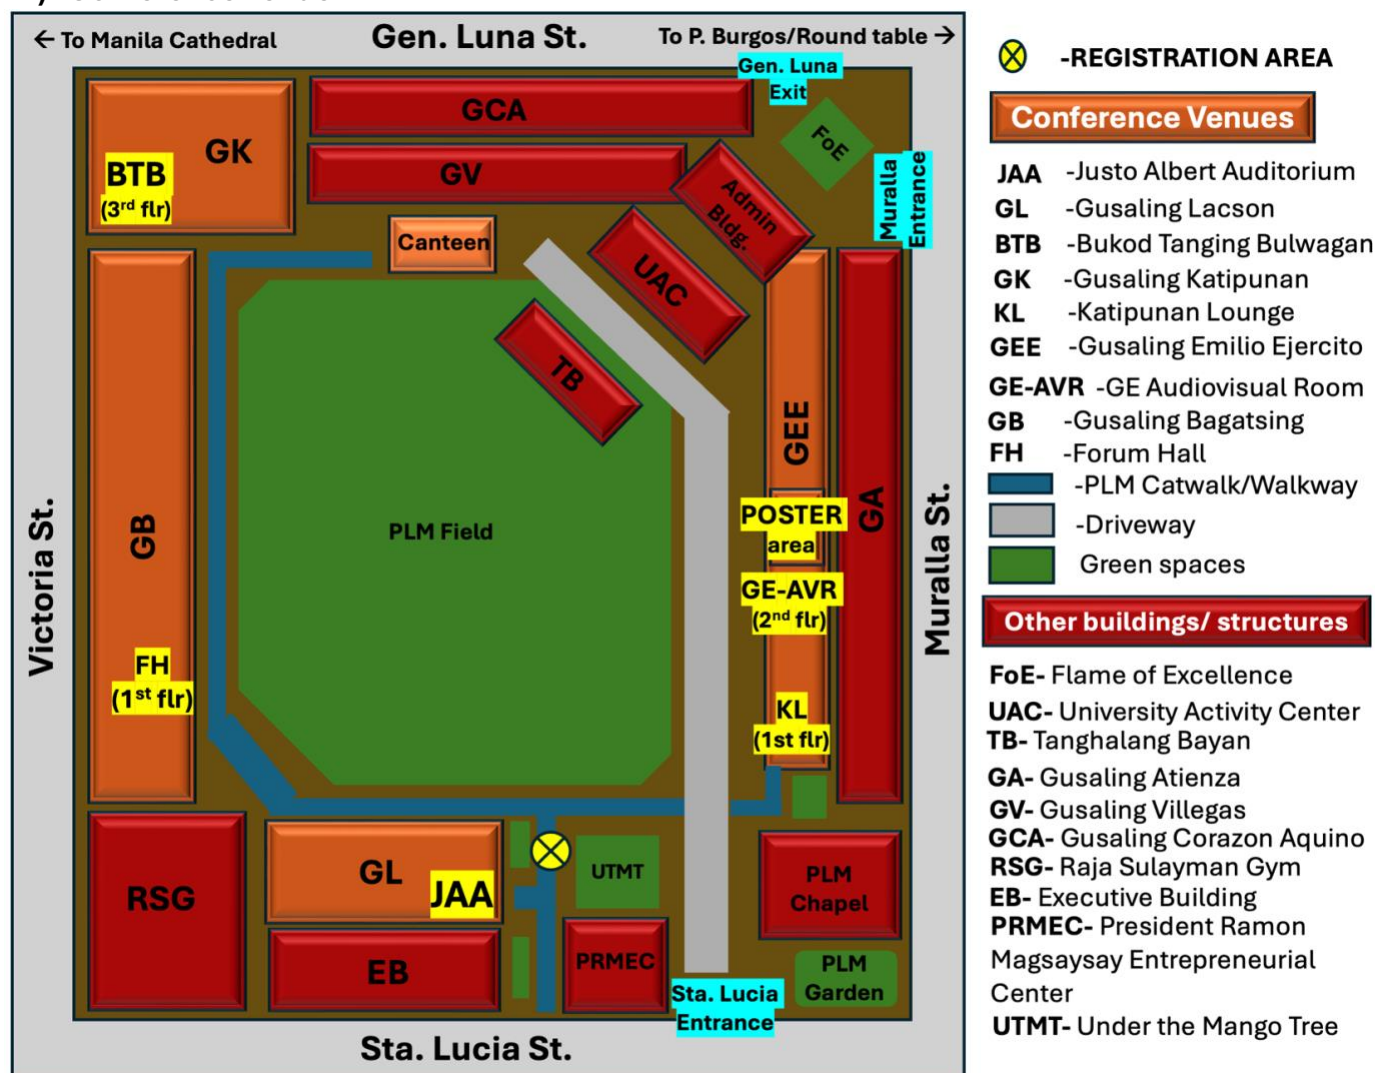 ← To Manila Cathedral
Gen. Luna St.
To P. Burgos/Round table →
Gen. Luna
Exit
GCA
FoE
GK
BTB
(3rd flr)
GV
Admin
Bldg.
Muralla
Entrance
Canteen
UAC
TB
GEE
GA
GB
PLM Field
POSTER
area
GE-AVR
(2nd flr)
Victoria St.
Muralla St.
FH
(1st flr)
KL
(1st flr)
GL
JAA
UTMT
PLM
Chapel
RSG
EB
PRMEC
PLM
Garden
Sta. Lucia
Entrance
Sta. Lucia St.
-REGISTRATION AREA
Conference Venues
JAA -Justo Albert Auditorium
GL -Gusaling Lacson
BTB -Bukod Tanging Bulwagan
GK -Gusaling Katipunan
KL -Katipunan Lounge
GEE -Gusaling Emilio Ejercito
GE-AVR -GE Audiovisual Room
GB -Gusaling Bagatsing
FH -Forum Hall
-PLM Catwalk/Walkway
-Driveway
Green spaces
Other buildings/ structures
FoE- Flame of Excellence
UAC- University Activity Center
TB- Tanghalang Bayan
GA- Gusaling Atienza
GV- Gusaling Villegas
GCA- Gusaling Corazon Aquino
RSG- Raja Sulayman Gym
EB- Executive Building
PRMEC- President Ramon
Magsaysay Entrepreneurial
Center
UTMT- Under the Mango Tree